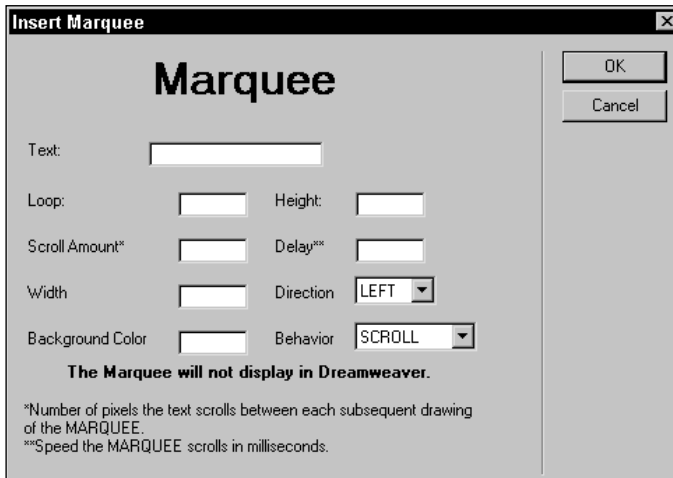 Insert Marquee
Marquee
OK
Cancel
Text:
Loop:
Height:
Scroll Amount*
Delay**
Width
Direction
LEFT
Background Color
Behavior
SCROLL
The Marquee will not display in Dreamweaver.
*Number of pixels the text scrolls between each subsequent drawing
of the MARQUEE.
**Speed the MARQUEE scrolls in milliseconds.